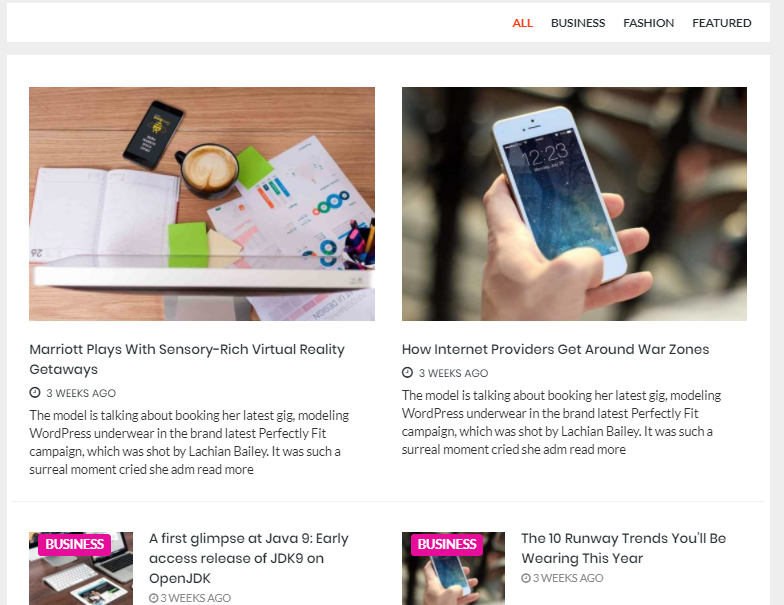 ALL BUSINESS FASHION FEATURED
12:23
Marriott Plays With Sensory-Rich Virtual Reality
Getaways
3 WEEKS AGO
The model is talking about booking her latest gig, modeling
WordPress underwear in the brand latest Perfectly Fit
campaign, which was shot by Lachian Bailey. It was such a
surreal moment cried she adm read more
How Internet Providers Get Around War Zones
3 WEEKS AGO
The model is talking about booking her latest gig, modeling
WordPress underwear in the brand latest Perfectly Fit
campaign, which was shot by Lachian Bailey. It was such a
surreal moment cried she adm read more
BUSINESS
A first glimpse at Java 9: Early
access release of JDK9 on
OpenJDK
3 WEEKS AGO
BUSINESS
The 10 Runway Trends You'll Be
Wearing This Year
3 WEEKS AGO